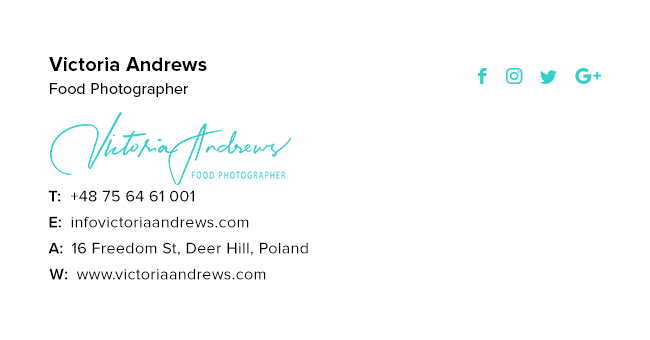 Victoria Andrews
Food Photographer
Victoria Andrews
FOOD PHOTOGRAPHER
T: +48 75 64 61 001
E: infovictoriaandrews.com
A: 16 Freedom St, Deer Hill, Poland
W: www.victoriaandrews.com